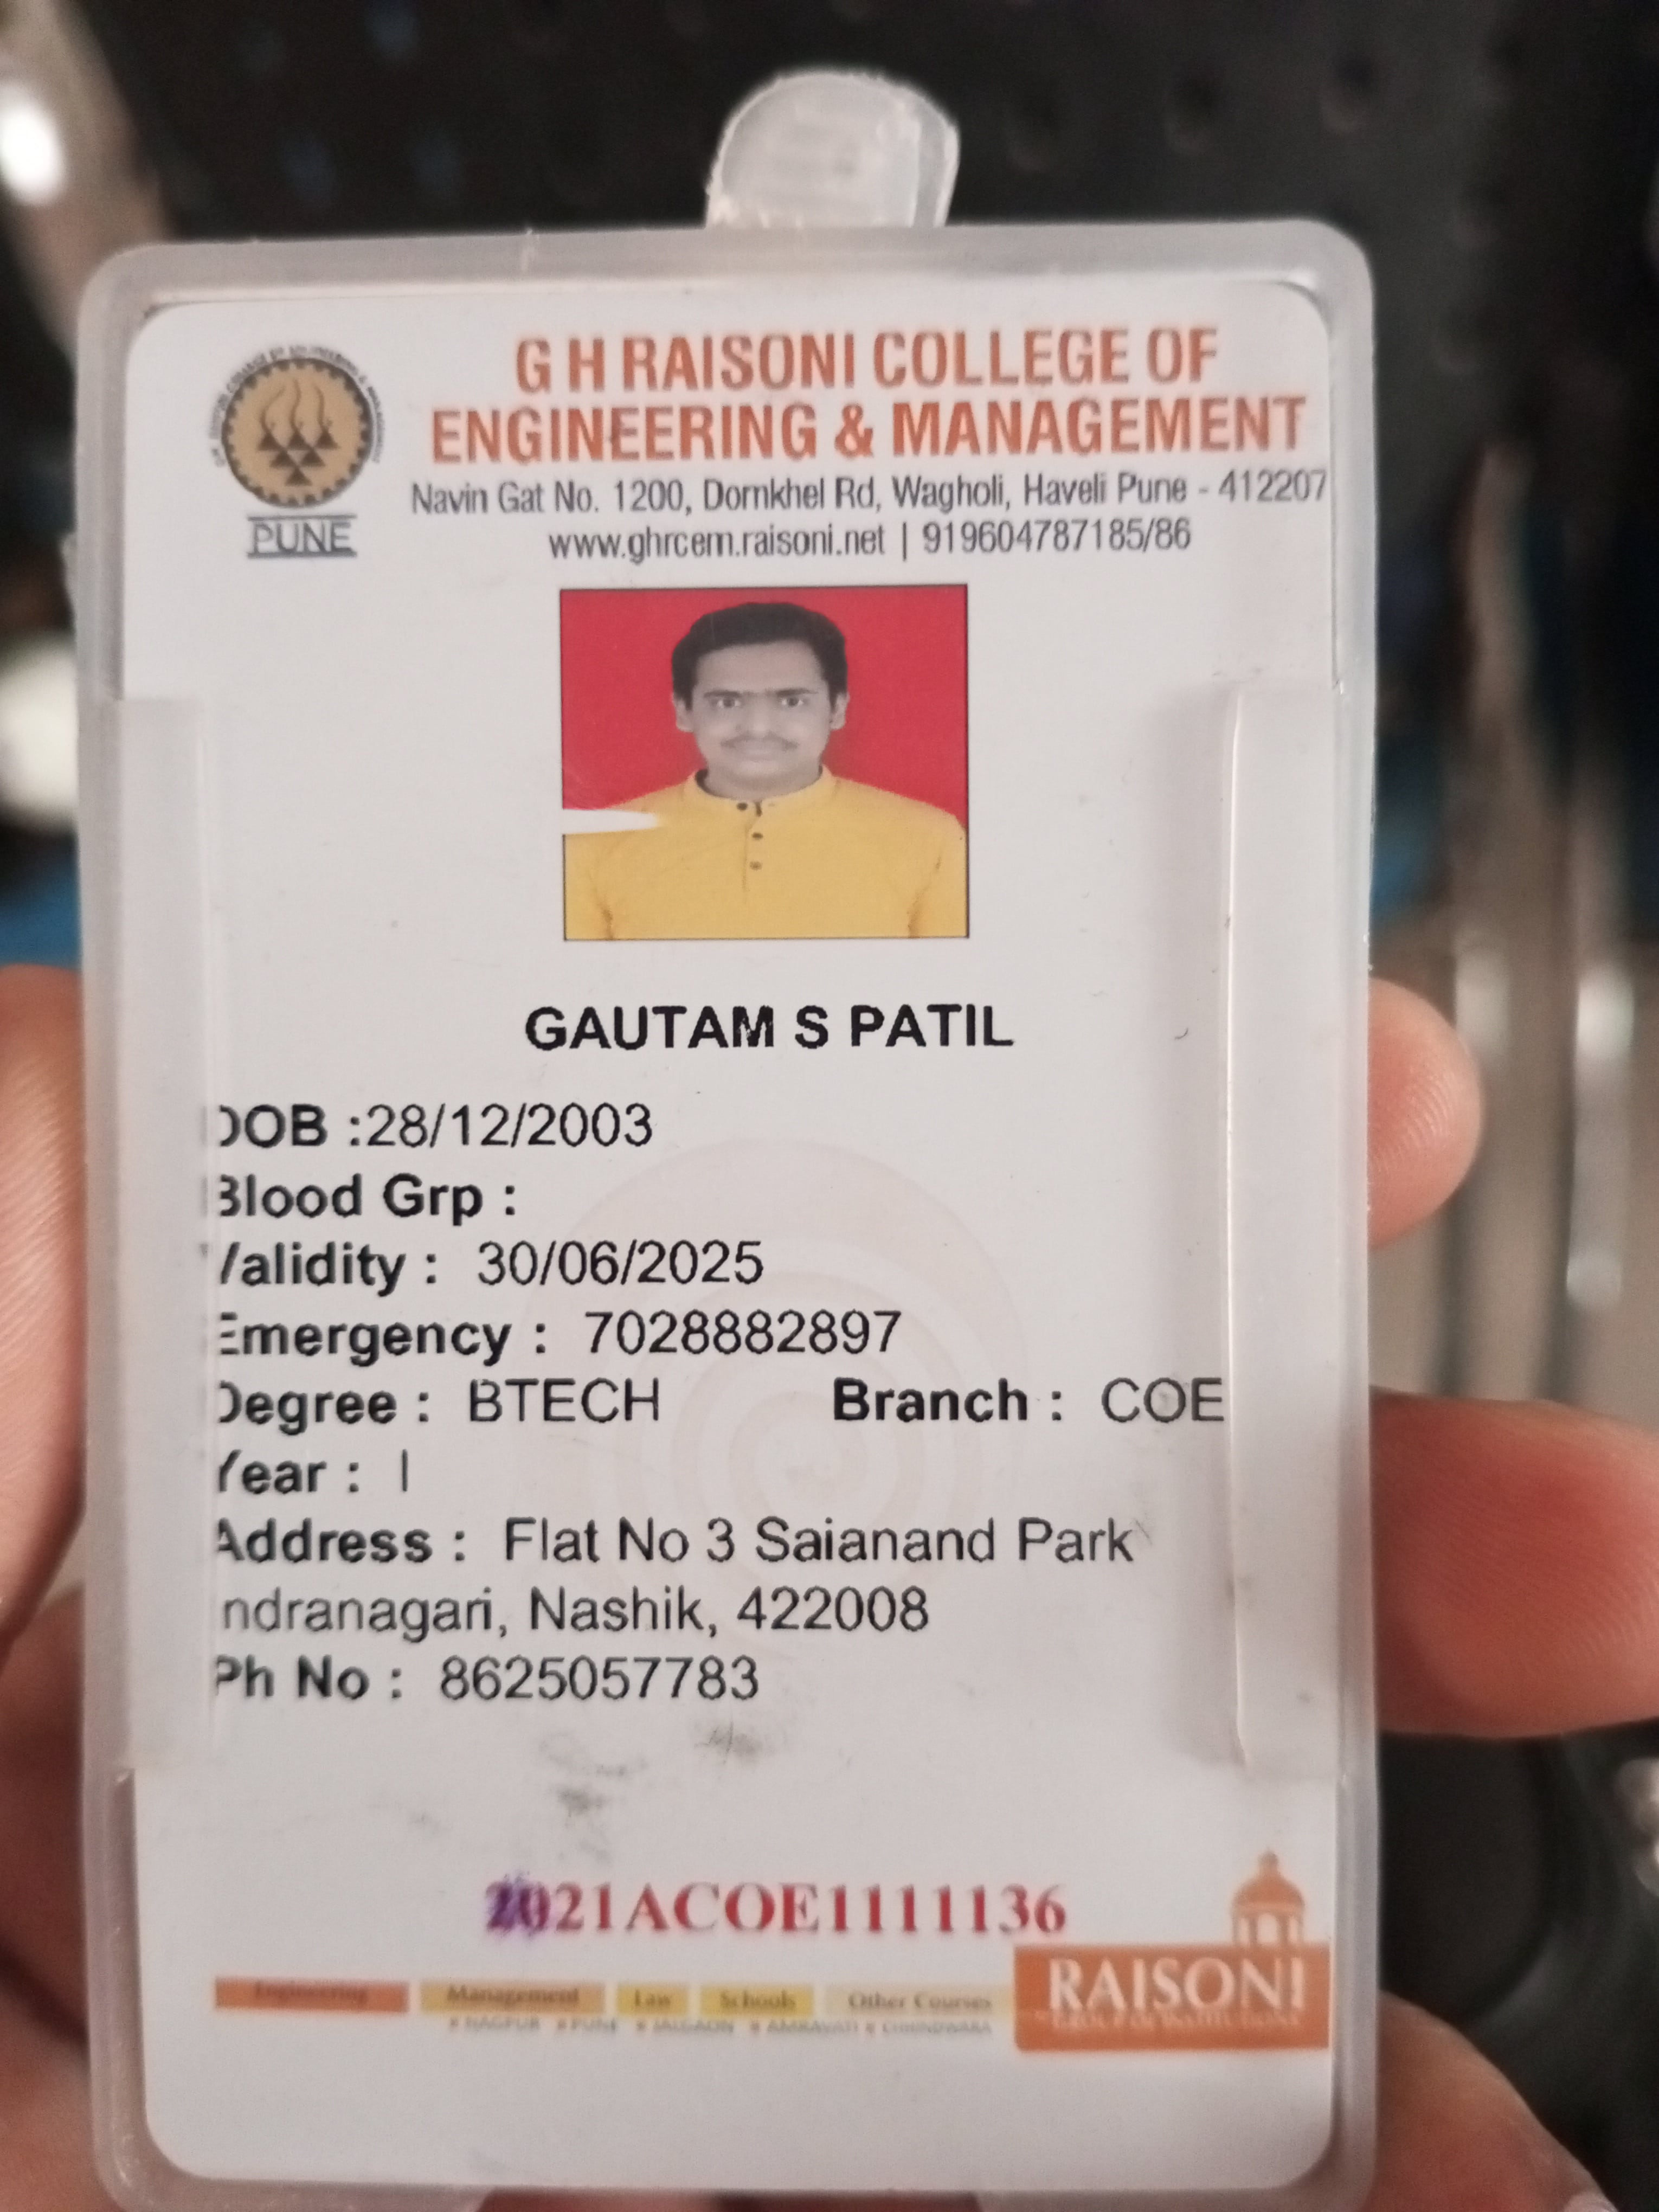 G H RAISONI COLLEGE OF
ENGINEERING & MANAGEMENT
Navin Gat No. 1200, Domkhel Rd, Wagholi, Haveli Pune - 412207
www.ghrcem.raisoni.net | 919604787185/86
PUNE
GAUTAM S PATIL
DOB :28/12/2003
Blood Grp :
Validity : 30/06/2025
Emergency : 7028882897
Degree : BTECH Branch : COE
Year : I
Address : Flat No 3 Saianand Park
ndranagari, Nashik, 422008
Ph No : 8625057783
2021ACOE1111136
Engineering Management Law Schools Other Courses
NAGPUR PUNE JALGAON AMRAVATI CHHINDWARA
RAISONI
GROUP OF INSTITUTIONS